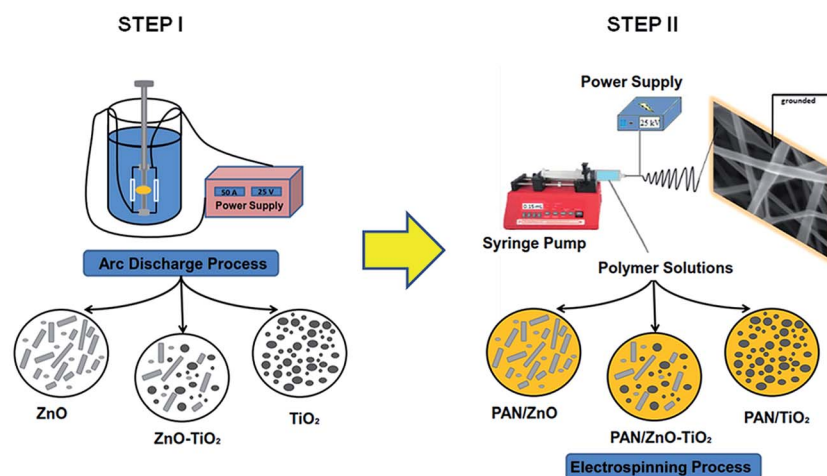 STEP I
50 A
25 V
Power Supply
Arc Discharge Process
ZnO
ZnO-TiO₂
TiO₂
STEP II
Power Supply
25 kV
grounded
Syringe Pump
Polymer Solutions
PAN/ZnO
PAN/ZnO-TiO₂
PAN/TiO₂
Electrospinning Process